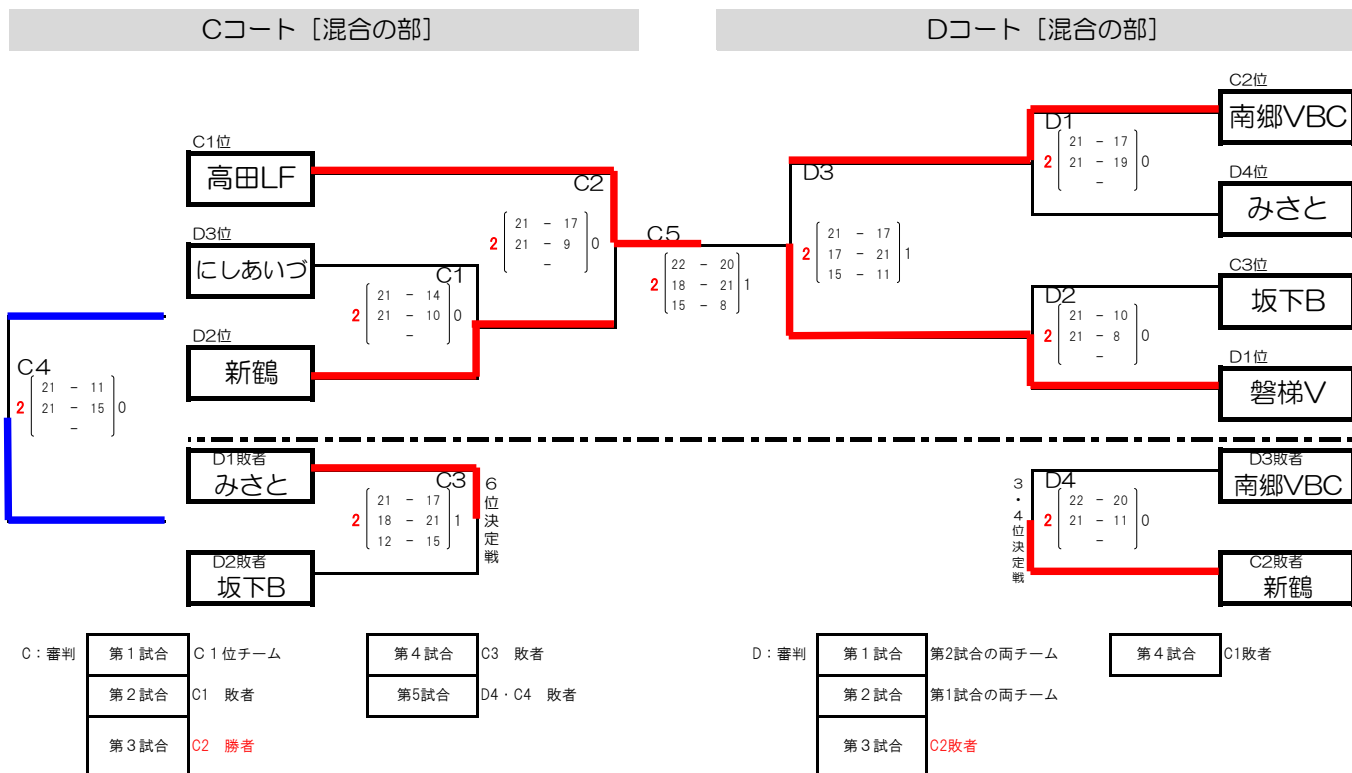 Cコート［混合の部］
Dコート［混合の部］
C1位
高田LF
D3位
にしあいづ
D2位
新鶴
C1
2 21 - 14 0
21 - 10
-
C2
2 21 - 17 0
21 - 9
-
C4
2 21 - 11 0
21 - 15
-
C5
2 22 - 20 1
18 - 21
15 - 8
D3
2 21 - 17 1
17 - 21
15 - 11
D1
2 21 - 17 0
21 - 19
-
D2
2 21 - 10 0
21 - 8
-
C2位
南郷VBC
D4位
みさと
C3位
坂下B
D1位
磐梯V
D1敗者
みさと
D2敗者
坂下B
C3
2 21 - 17 1
18 - 21
12 - 15
6位決定戦
3・4位決定戦
D4
2 22 - 20 0
21 - 11
-
D3敗者
南郷VBC
C2敗者
新鶴
C：審判
第1試合 C 1 位チーム
第2試合 C1 敗者
第3試合 C2 勝者
第4試合 C3 敗者
第5試合 D4・C4 敗者
D：審判
第1試合 第2試合の両チーム
第2試合 第1試合の両チーム
第3試合 C2敗者
第4試合 C1敗者